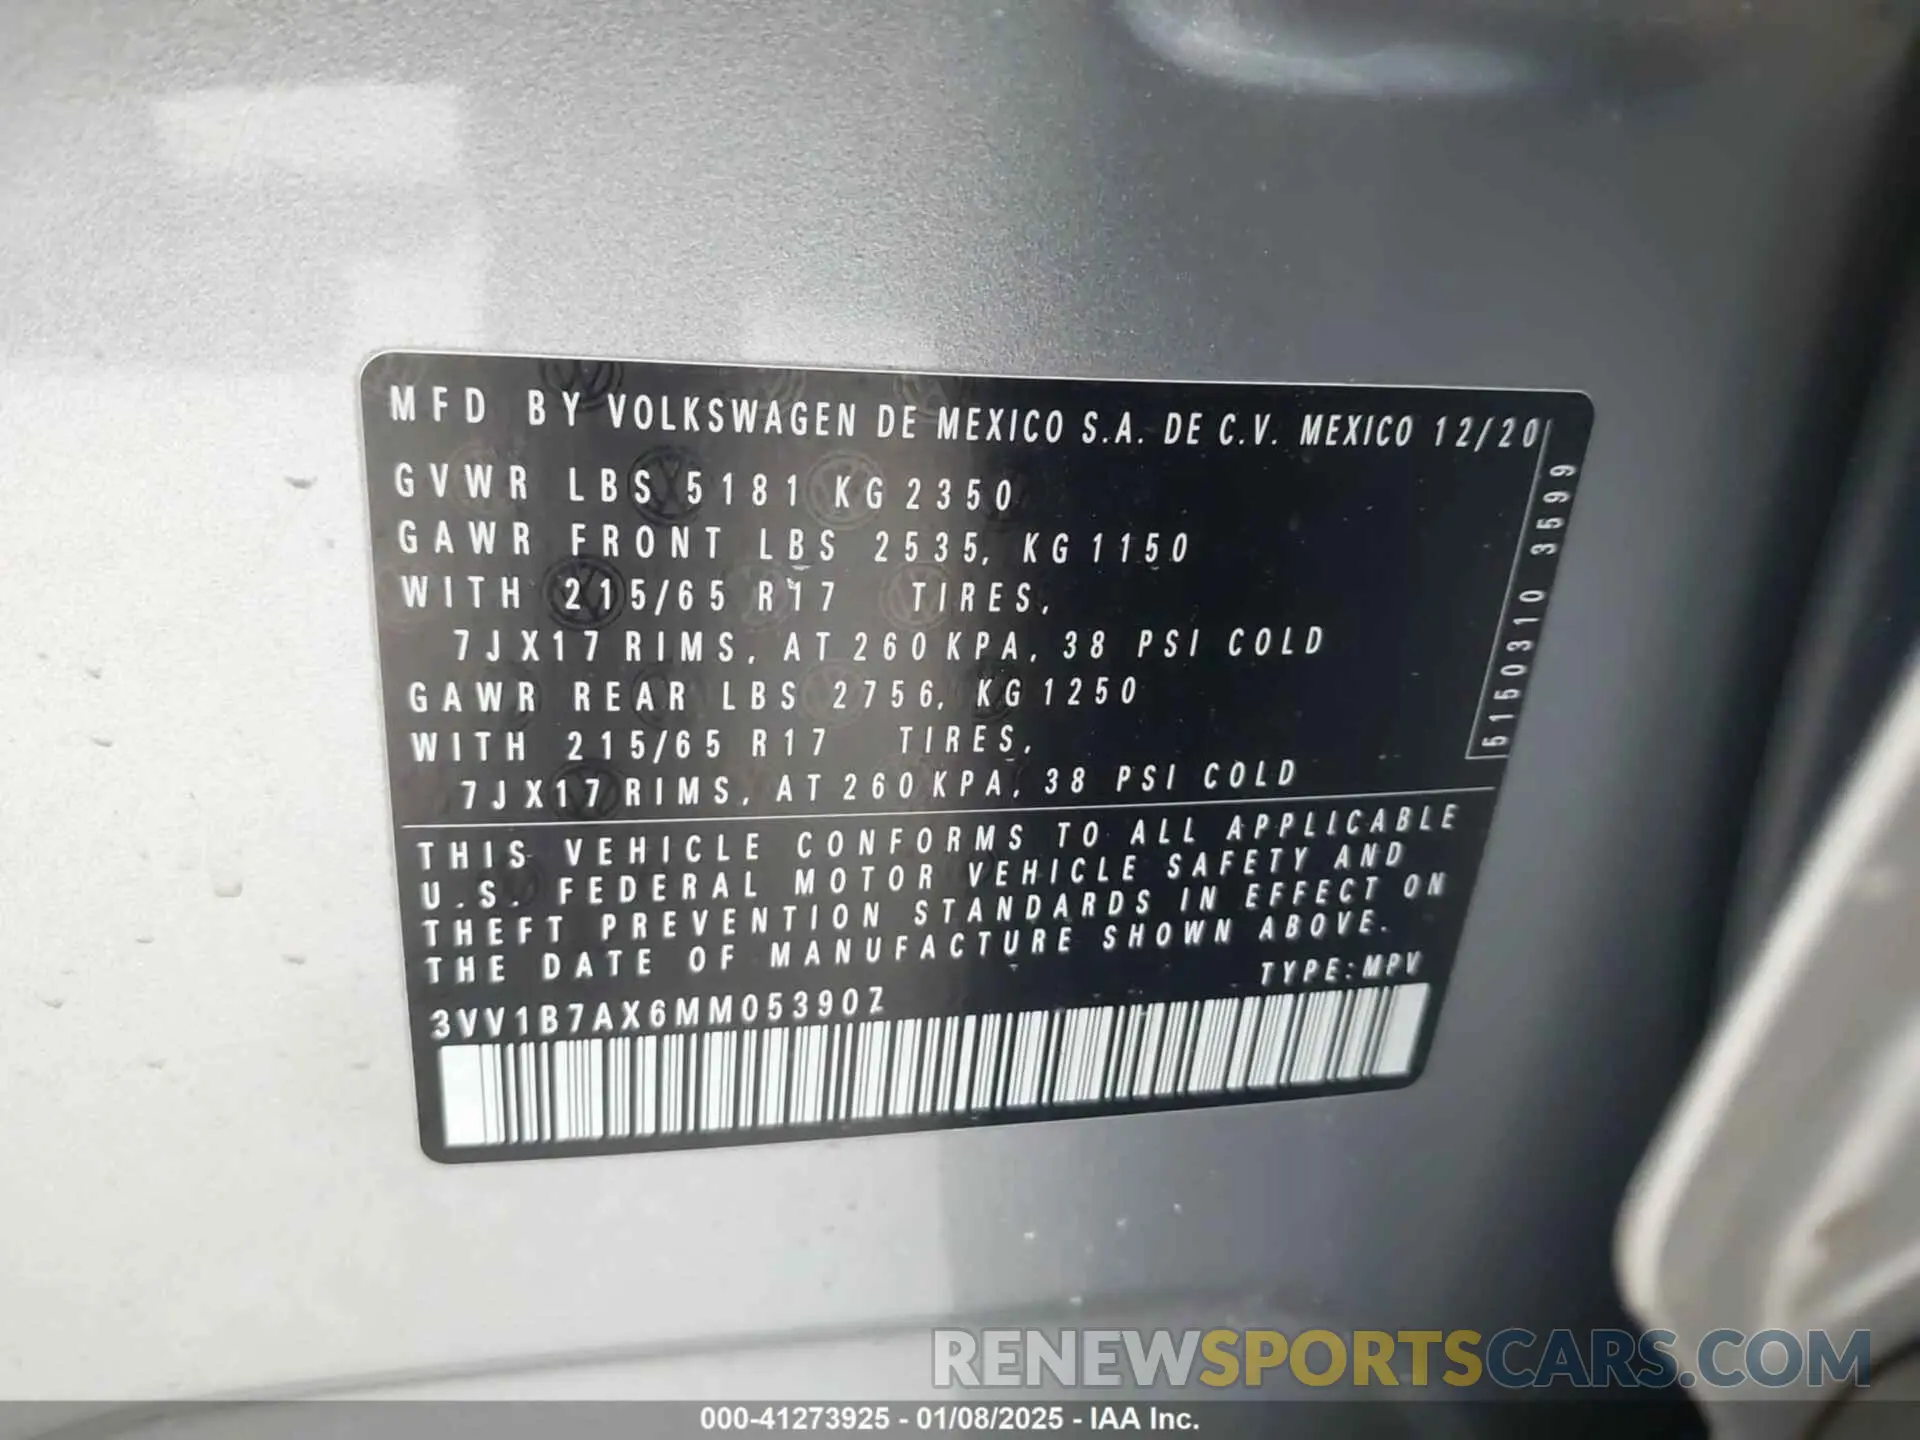 MFD BY VOLKSWAGEN DE MEXICO S.A. DE C.V. MEXICO 12/20
GVWR LBS 5181 KG 2350
GAWR FRONT LBS 2535, KG 1150
WITH 215/65 R17 TIRES,
7JX17 RIMS, AT 260 KPA, 38 PSI COLD
GAWR REAR LBS 2756, KG 1250
WITH 215/65 R17 TIRES,
7JX17 RIMS, AT 260 KPA, 38 PSI COLD
5150310 3599
THIS VEHICLE CONFORMS TO ALL APPLICABLE
U.S. FEDERAL MOTOR VEHICLE SAFETY AND
THEFT PREVENTION STANDARDS IN EFFECT ON
THE DATE OF MANUFACTURE SHOWN ABOVE.
TYPE:MPV
3VV1B7AX6MM053907
RENEWSPORTSCARS.COM
000-41273925 - 01/08/2025 - IAA Inc.